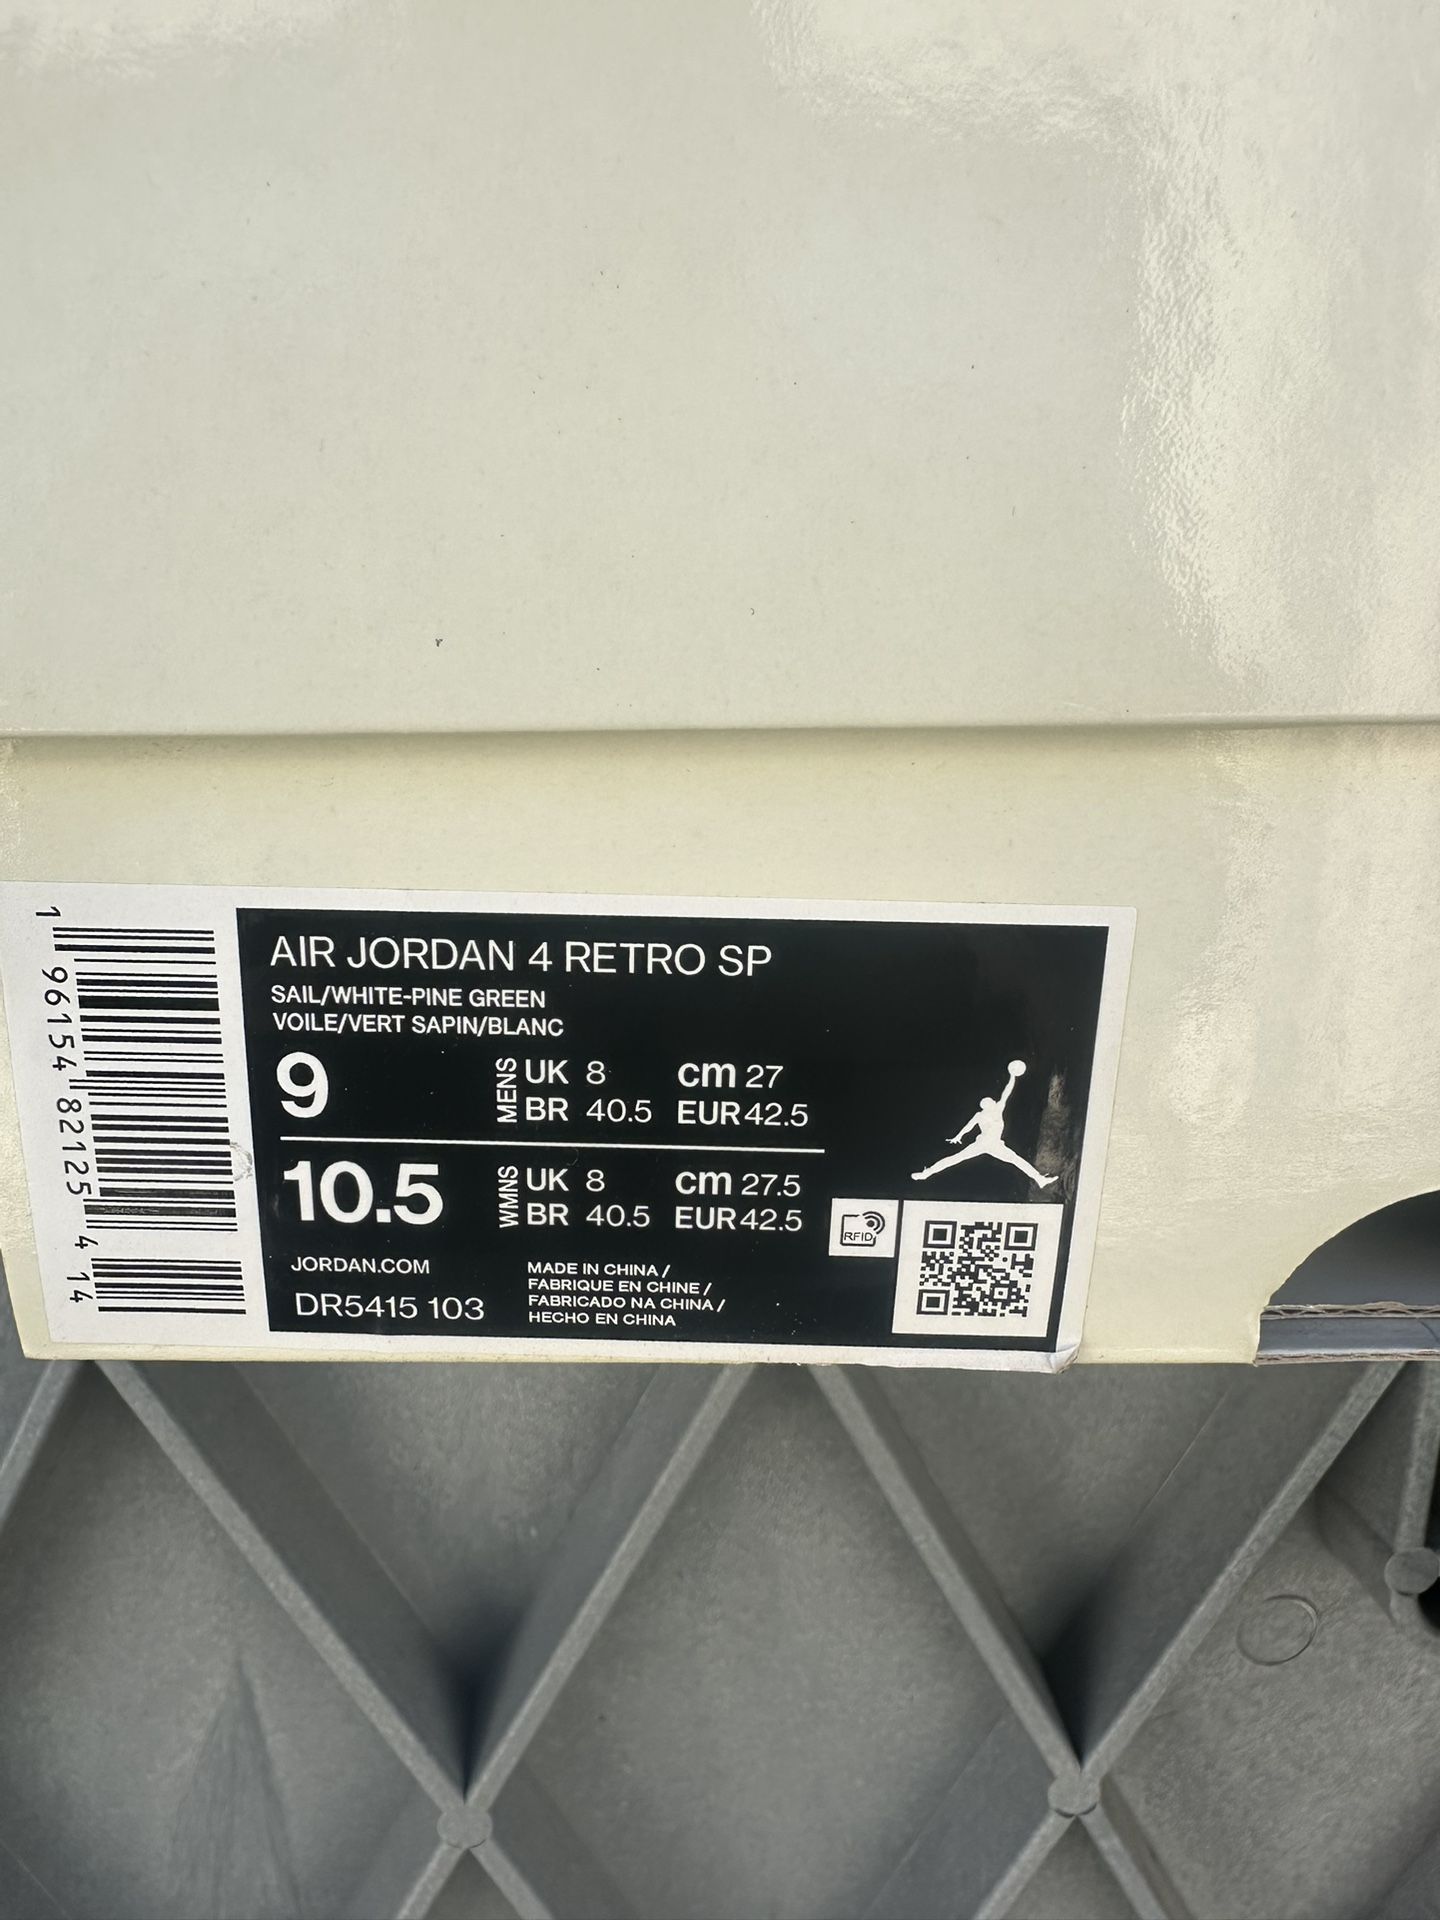 1 96154 82125 4 14
AIR JORDAN 4 RETRO SP
SAIL/WHITE-PINE GREEN
VOILE/VERT SAPIN/BLANC
9 MENS UK 8 cm 27
BR 40.5 EUR 42.5
10.5 WMNS UK 8 cm 27.5
BR 40.5 EUR 42.5
RFID
JORDAN.COM
DR5415 103
MADE IN CHINA /
FABRIQUE EN CHINE /
FABRICADO NA CHINA /
HECHO EN CHINA